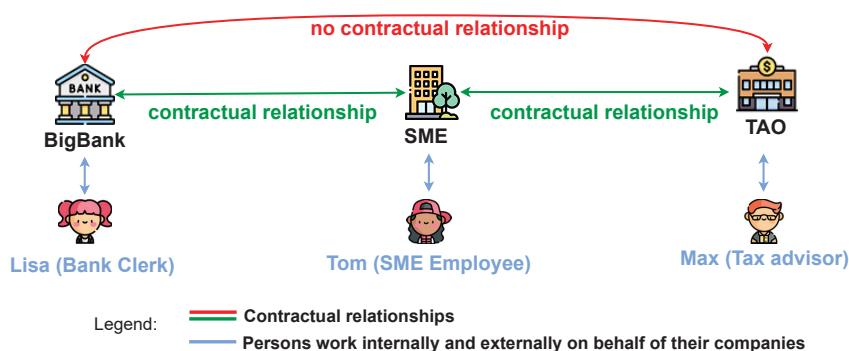 no contractual relationship
BANK
$
contractual relationship
contractual relationship
BigBank
SME
TAO
Lisa (Bank Clerk)
Tom (SME Employee)
Max (Tax advisor)
Legend:
Contractual relationships
Persons work internally and externally on behalf of their companies